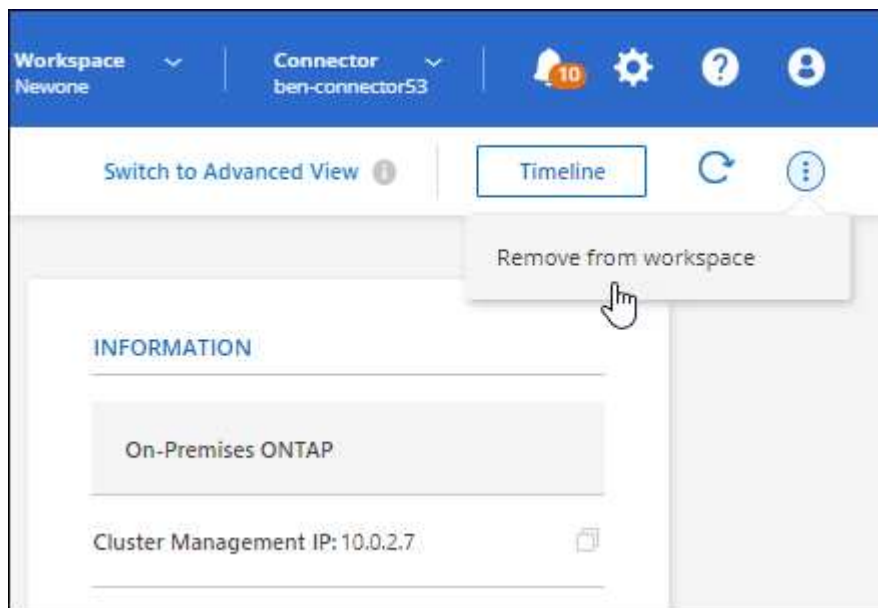 Workspace
Newone
Connector
ben-connector53
10
Switch to Advanced View
Timeline
Remove from workspace
INFORMATION
On-Premises ONTAP
Cluster Management IP: 10.0.2.7